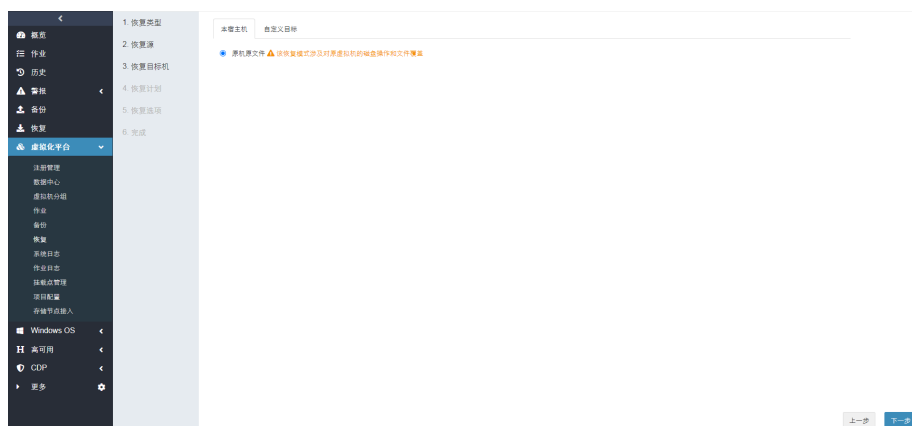 概览
作业
历史
警报
备份
恢复
虚拟化平台
注册管理
数据中心
虚拟机分组
作业
备份
恢复
系统日志
作业日志
挂载点管理
项目配置
存储节点接入
Windows OS
高可用
CDP
更多
1. 恢复类型
2. 恢复源
3. 恢复目标机
4. 恢复计划
5. 恢复选项
6. 完成
本宿主机 自定义目标
原机原文件 该恢复模式涉及对原虚拟机的磁盘操作和文件覆盖
上一步 下一步